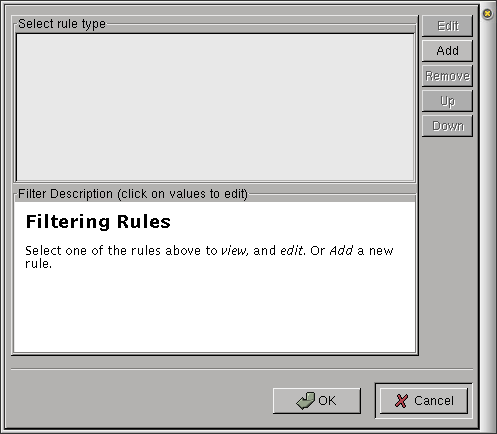 Select rule type
Edit
Add
Remove
Up
Down
Filter Description (click on values to edit)
Filtering Rules
Select one of the rules above to view, and edit. Or Add a new
rule.
OK
Cancel